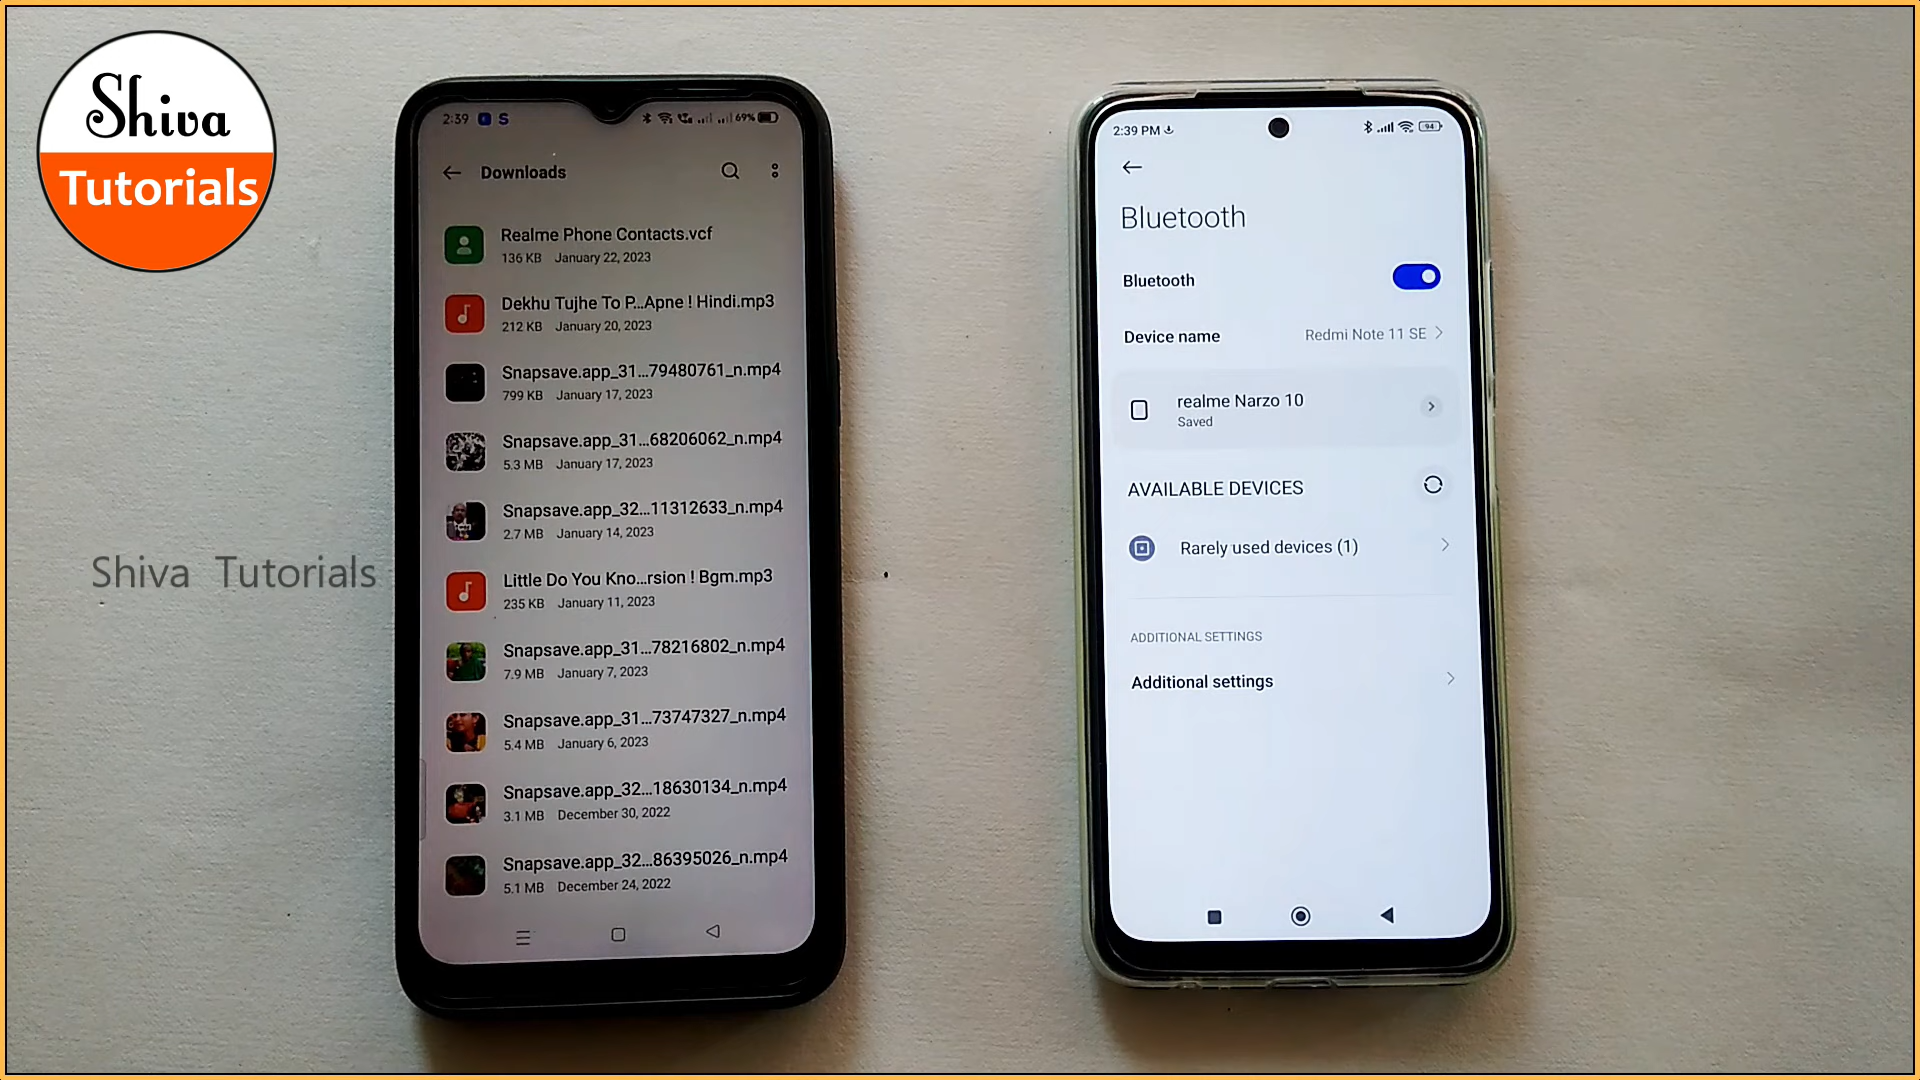 Shiva
Tutorials
Shiva Tutorials
2:39 S 69%
Downloads
Realme Phone Contacts.vcf
136 KB January 22, 2023
Dekhu Tujhe To P...Apne ! Hindi.mp3
212 KB January 20, 2023
Snapsave.app_31...79480761_n.mp4
799 KB January 17, 2023
Snapsave.app_31...68206062_n.mp4
5.3 MB January 17, 2023
Snapsave.app_32...11312633_n.mp4
2.7 MB January 14, 2023
Little Do You Kno...rsion ! Bgm.mp3
235 KB January 11, 2023
Snapsave.app_31...78216802_n.mp4
7.9 MB January 7, 2023
Snapsave.app_31...73747327_n.mp4
5.4 MB January 6, 2023
Snapsave.app_32...18630134_n.mp4
3.1 MB December 30, 2022
Snapsave.app_32...86395026_n.mp4
5.1 MB December 24, 2022
2:39 PM 94
Bluetooth
Bluetooth
Device name Redmi Note 11 SE
realme Narzo 10
Saved
AVAILABLE DEVICES
Rarely used devices (1)
ADDITIONAL SETTINGS
Additional settings